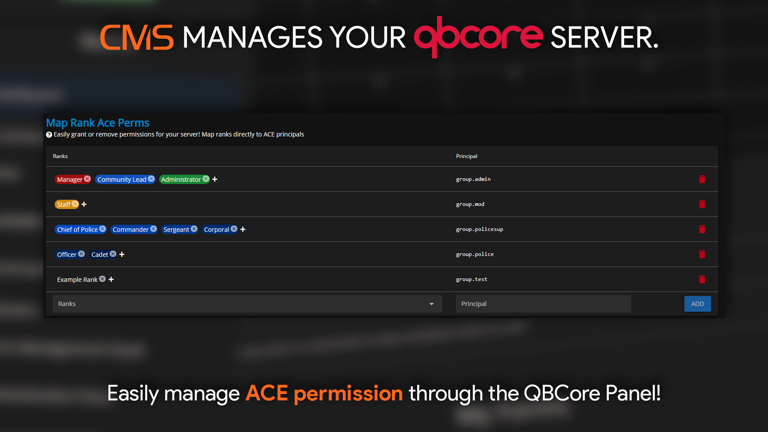 CMS MANAGES YOUR qbcore SERVER.
Map Rank Ace Perms
? Easily grant or remove permissions for your server! Map ranks directly to ACE principals
Ranks Principal
Manager Community Lead Administrator + group.admin
Staff + group.mod
Chief of Police Commander Sergeant Corporal + group.policesup
Officer Cadet + group.police
Example Rank + group.test
Ranks Principal ADD
Easily manage ACE permission through the QBCore Panel!